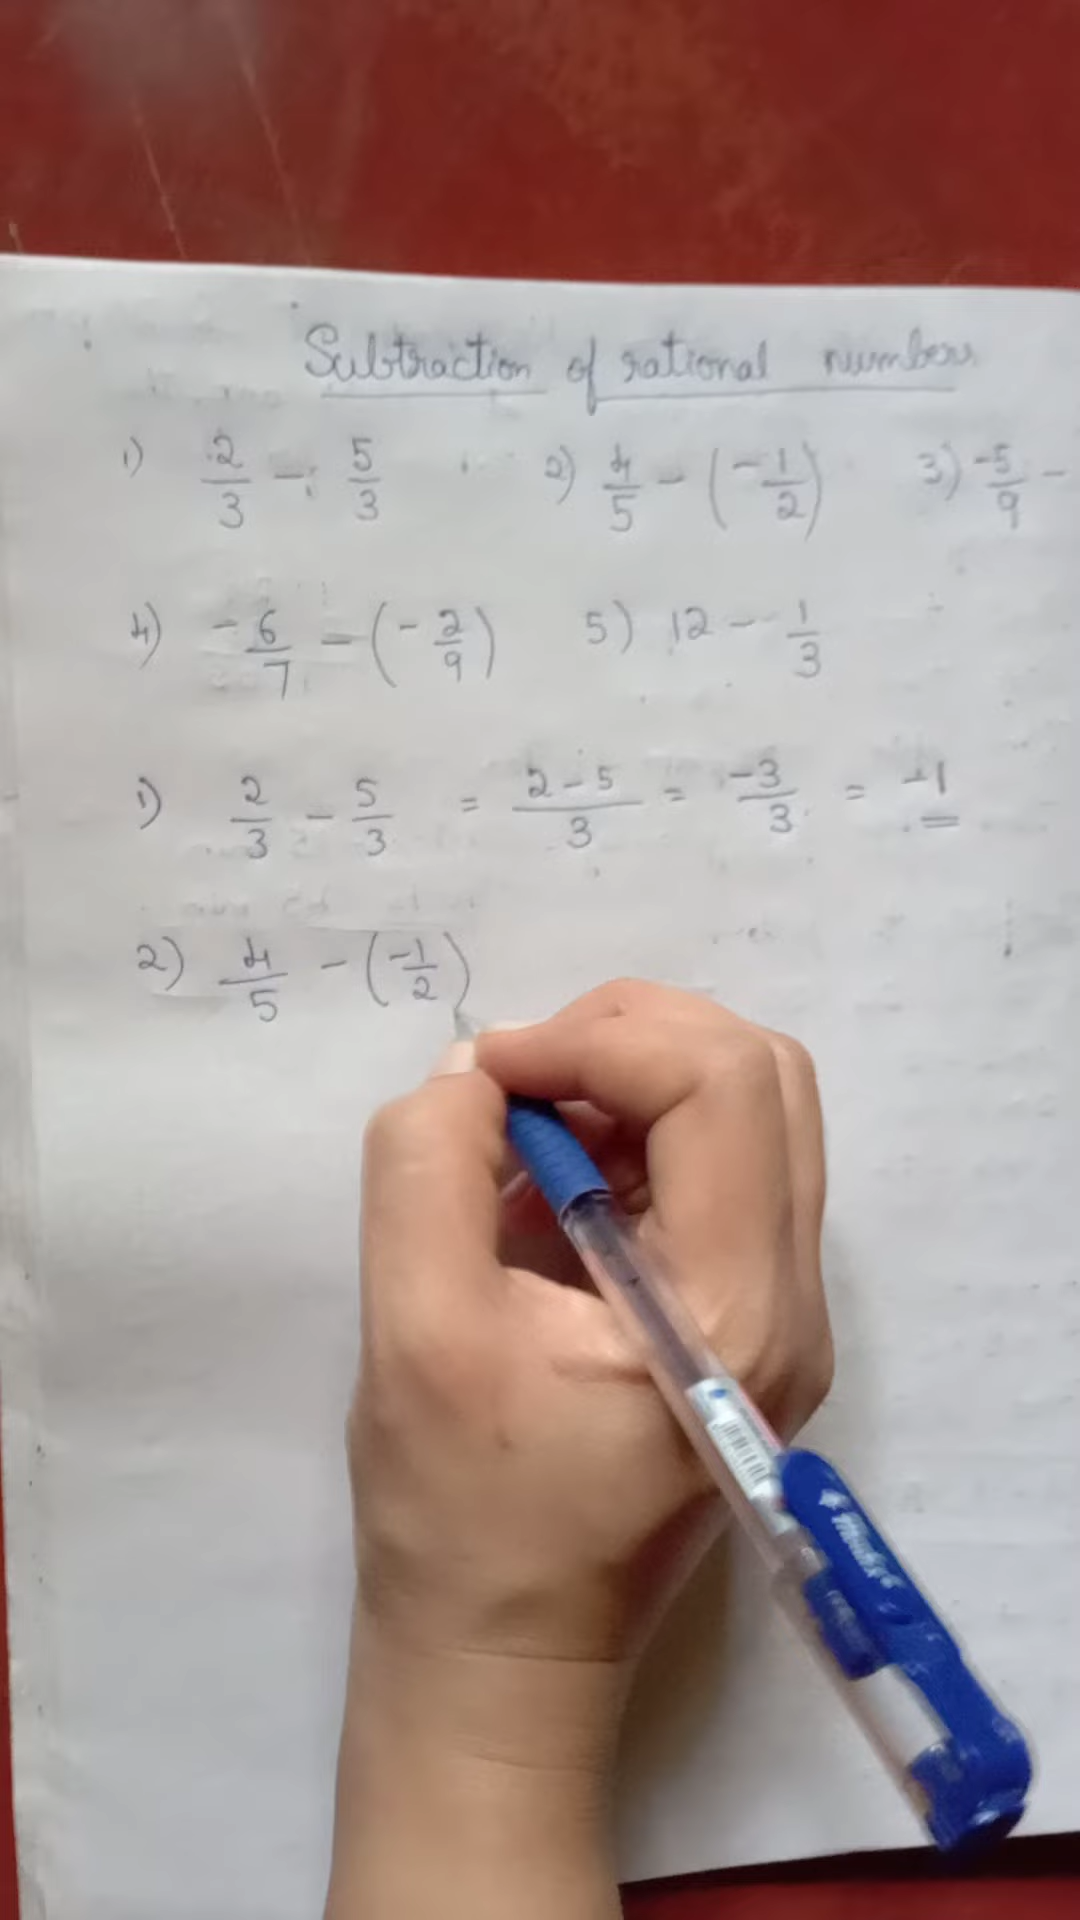 Subtraction of rational numbers
1) 2/3 - 5/3 2) 4/5 - (-1/2) 3) -5/9 -
4) -6/7 - (-2/9) 5) 12 - 1/3
1) 2/3 - 5/3 = 2-5/3 = -3/3 = -1
2) 4/5 - (-1/2)